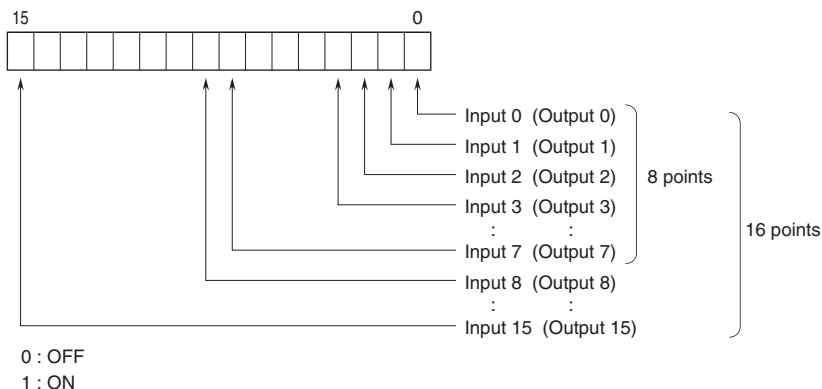 15 0
Input 0 (Output 0)
Input 1 (Output 1)
Input 2 (Output 2)
8 points
Input 3 (Output 3)
: :
16 points
Input 7 (Output 7)
Input 8 (Output 8)
: :
Input 15 (Output 15)
0 : OFF
1 : ON